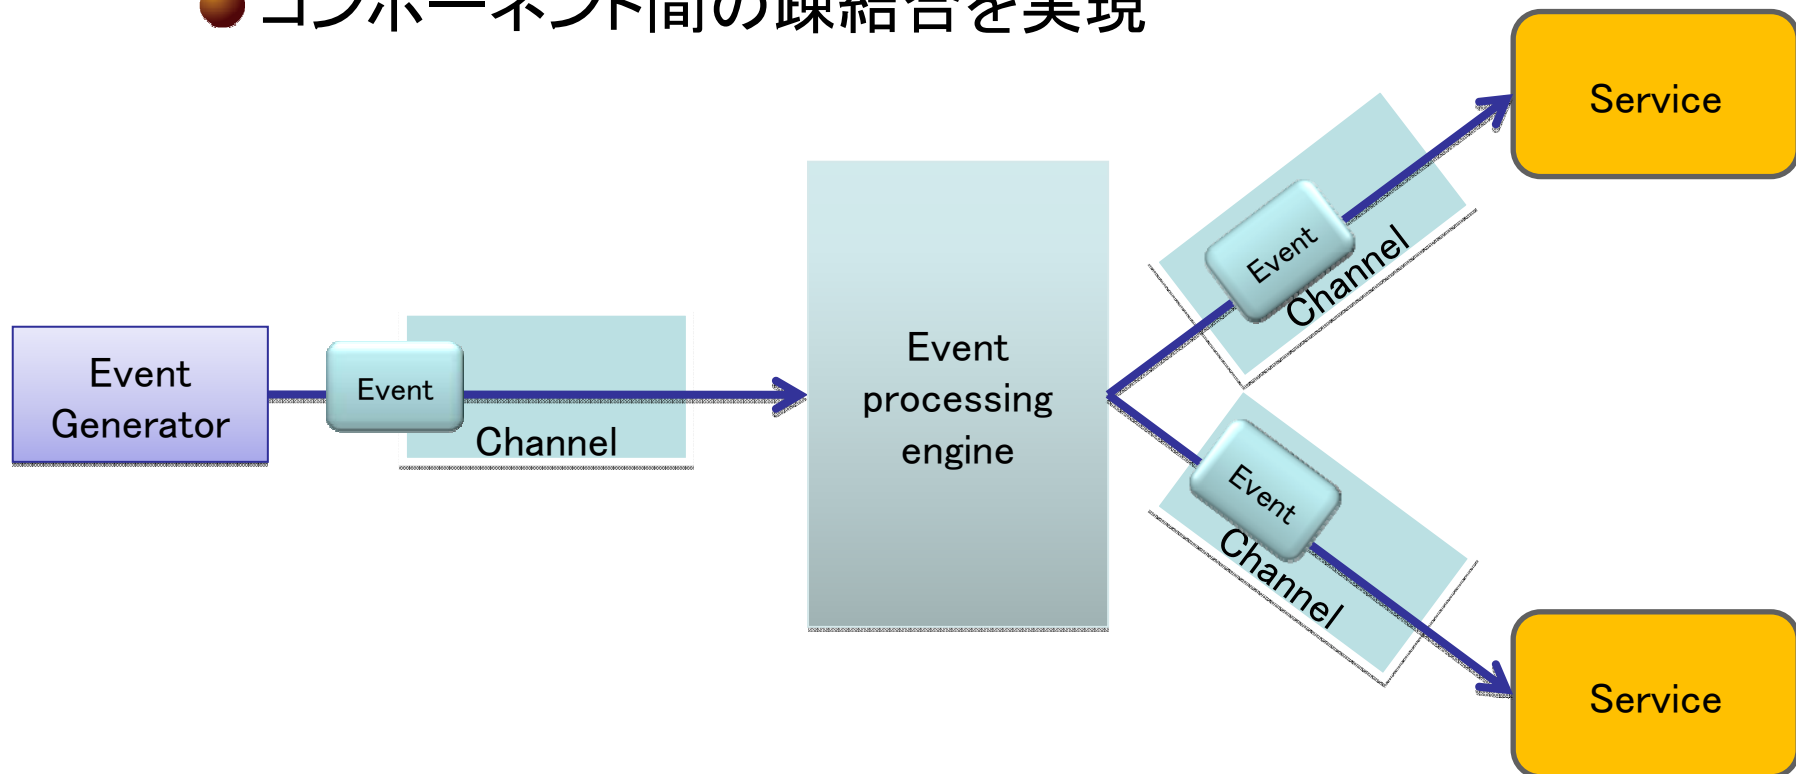 コンポーネント間の疎結合を実現
Service
Event
Channel
Event
Generator
Event
Channel
Event
processing
engine
Event
Channel
Service